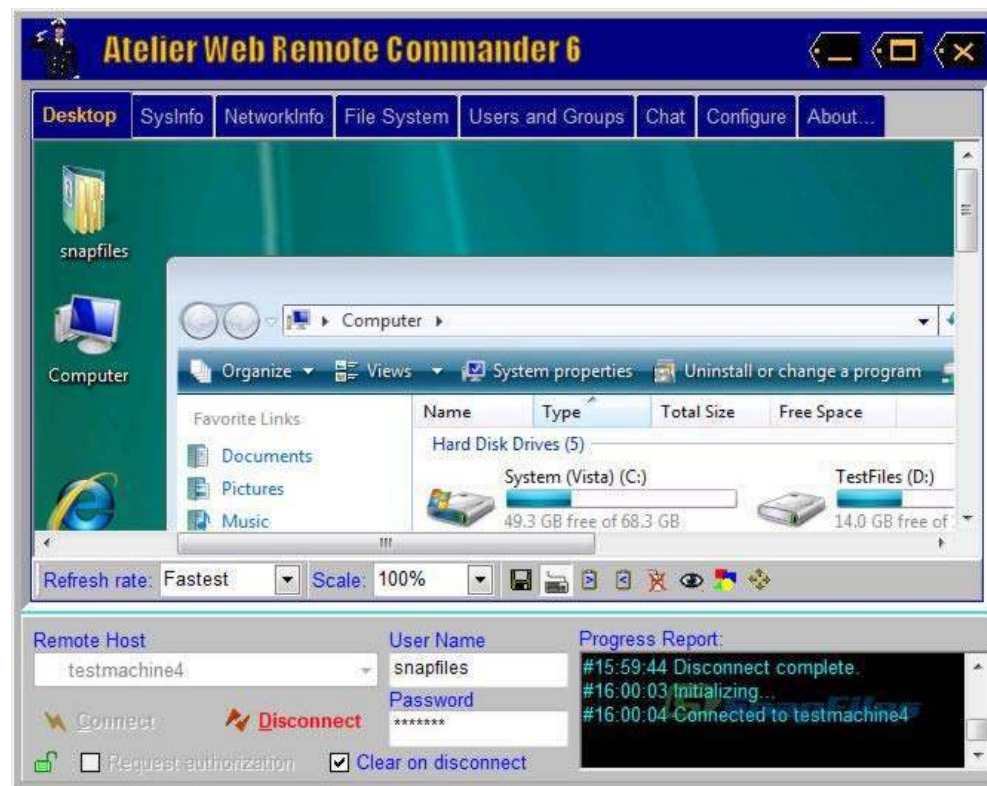 Atelier Web Remote Commander 6
Desktop SysInfo NetworkInfo File System Users and Groups Chat Configure About...
snapfiles
Computer
Computer
Organize Views System properties Uninstall or change a program
Favorite Links
Documents
Pictures
Music
Name Type Total Size Free Space
Hard Disk Drives (5)
System (Vista) (C:)
49.3 GB free of 68.3 GB
TestFiles (D:)
14.0 GB free of
Refresh rate: Fastest Scale: 100%
Remote Host
testmachine4
User Name
snapfiles
Password
*******
Connect Disconnect
Request authorization Clear on disconnect
Progress Report:
#15:59:44 Disconnect complete.
#16:00:03 Initializing...
#16:00:04 Connected to testmachine4